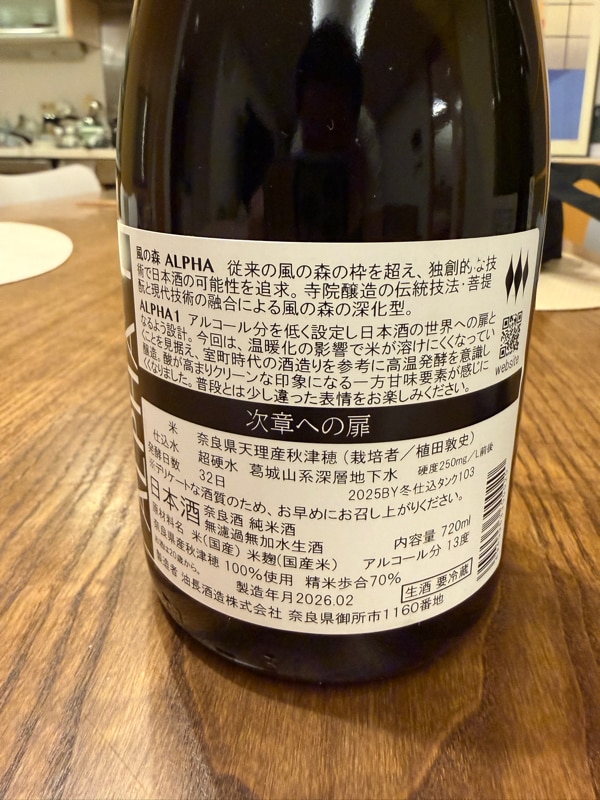 風の森 ALPHA 従来の風の森の枠を超え、独創的な技
術で日本酒の可能性を追求。寺院醸造の伝統技法・菩提
酛と現代技術の融合による風の森の深化型。
ALPHA1 アルコール分を低く設定し日本酒の世界への扉と
なるよう設計。今回は、温暖化の影響で米が溶けにくくなってい
くことを見据え、室町時代の酒造りを参考に高温発酵を意識し
醸造。酸が高まりクリーンな印象になる一方甘味要素が感じに
くくなりました。普段とは少し違った表情をお楽しみください。
website
次章への扉
米 奈良県天理産秋津穂(栽培者/植田敦史)
仕込水 超硬水 葛城山系深層地下水 硬度250mg/L前後
発酵日数 32日 2025BY冬仕込タンク103
※デリケートな酒質のため、お早めにお召し上がりください。
日本酒 奈良酒 純米酒
無濾過無加水生酒
内容量 720ml
原材料名 米(国産) 米麹(国産米) アルコール分 13度
奈良県産秋津穂 100%使用 精米歩合70%
飲酒は20歳から。 製造年月2026.02 生酒 要冷蔵
製造者 油長酒造株式会社 奈良県御所市1160番地